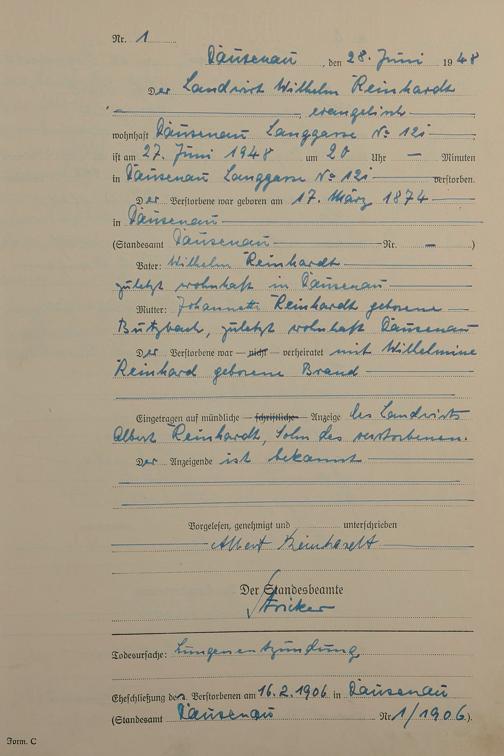 Nr. 1
Dausenau, den 28. Juni 1948
Der Landwirt Wilhelm Reinhardt
evangelisch
wohnhaft Dausenau Langgasse No 12i
ist am 27. Juni 1948 um 20 Uhr — Minuten
in Dausenau Langgasse No 12i verstorben.
Der Verstorbene war geboren am 17. März 1874
in Dausenau
(Standesamt Dausenau Nr. — )
Vater: Wilhelm Reinhardt
zuletzt wohnhaft in Dausenau
Mutter: Johannette Reinhardt geborene
Butzbach, zuletzt wohnhaft Dausenau
Der Verstorbene war — nicht — verheiratet mit Wilhelmine
Reinhard geborene Brand
Eingetragen auf mündliche — schriftliche — Anzeige des Landwirts
Albert Reinhardt, Sohn des verstorbenen.
Der Anzeigende ist bekannt
Vorgelesen, genehmigt und unterschrieben
Albert Reinhardt
Der Standesbeamte
Stricker
Todesursache: Lungenentzündung
Eheschließung des Verstorbenen am 16.2.1906 in Dausenau
(Standesamt Dausenau Nr. 1/1906).
Form. C